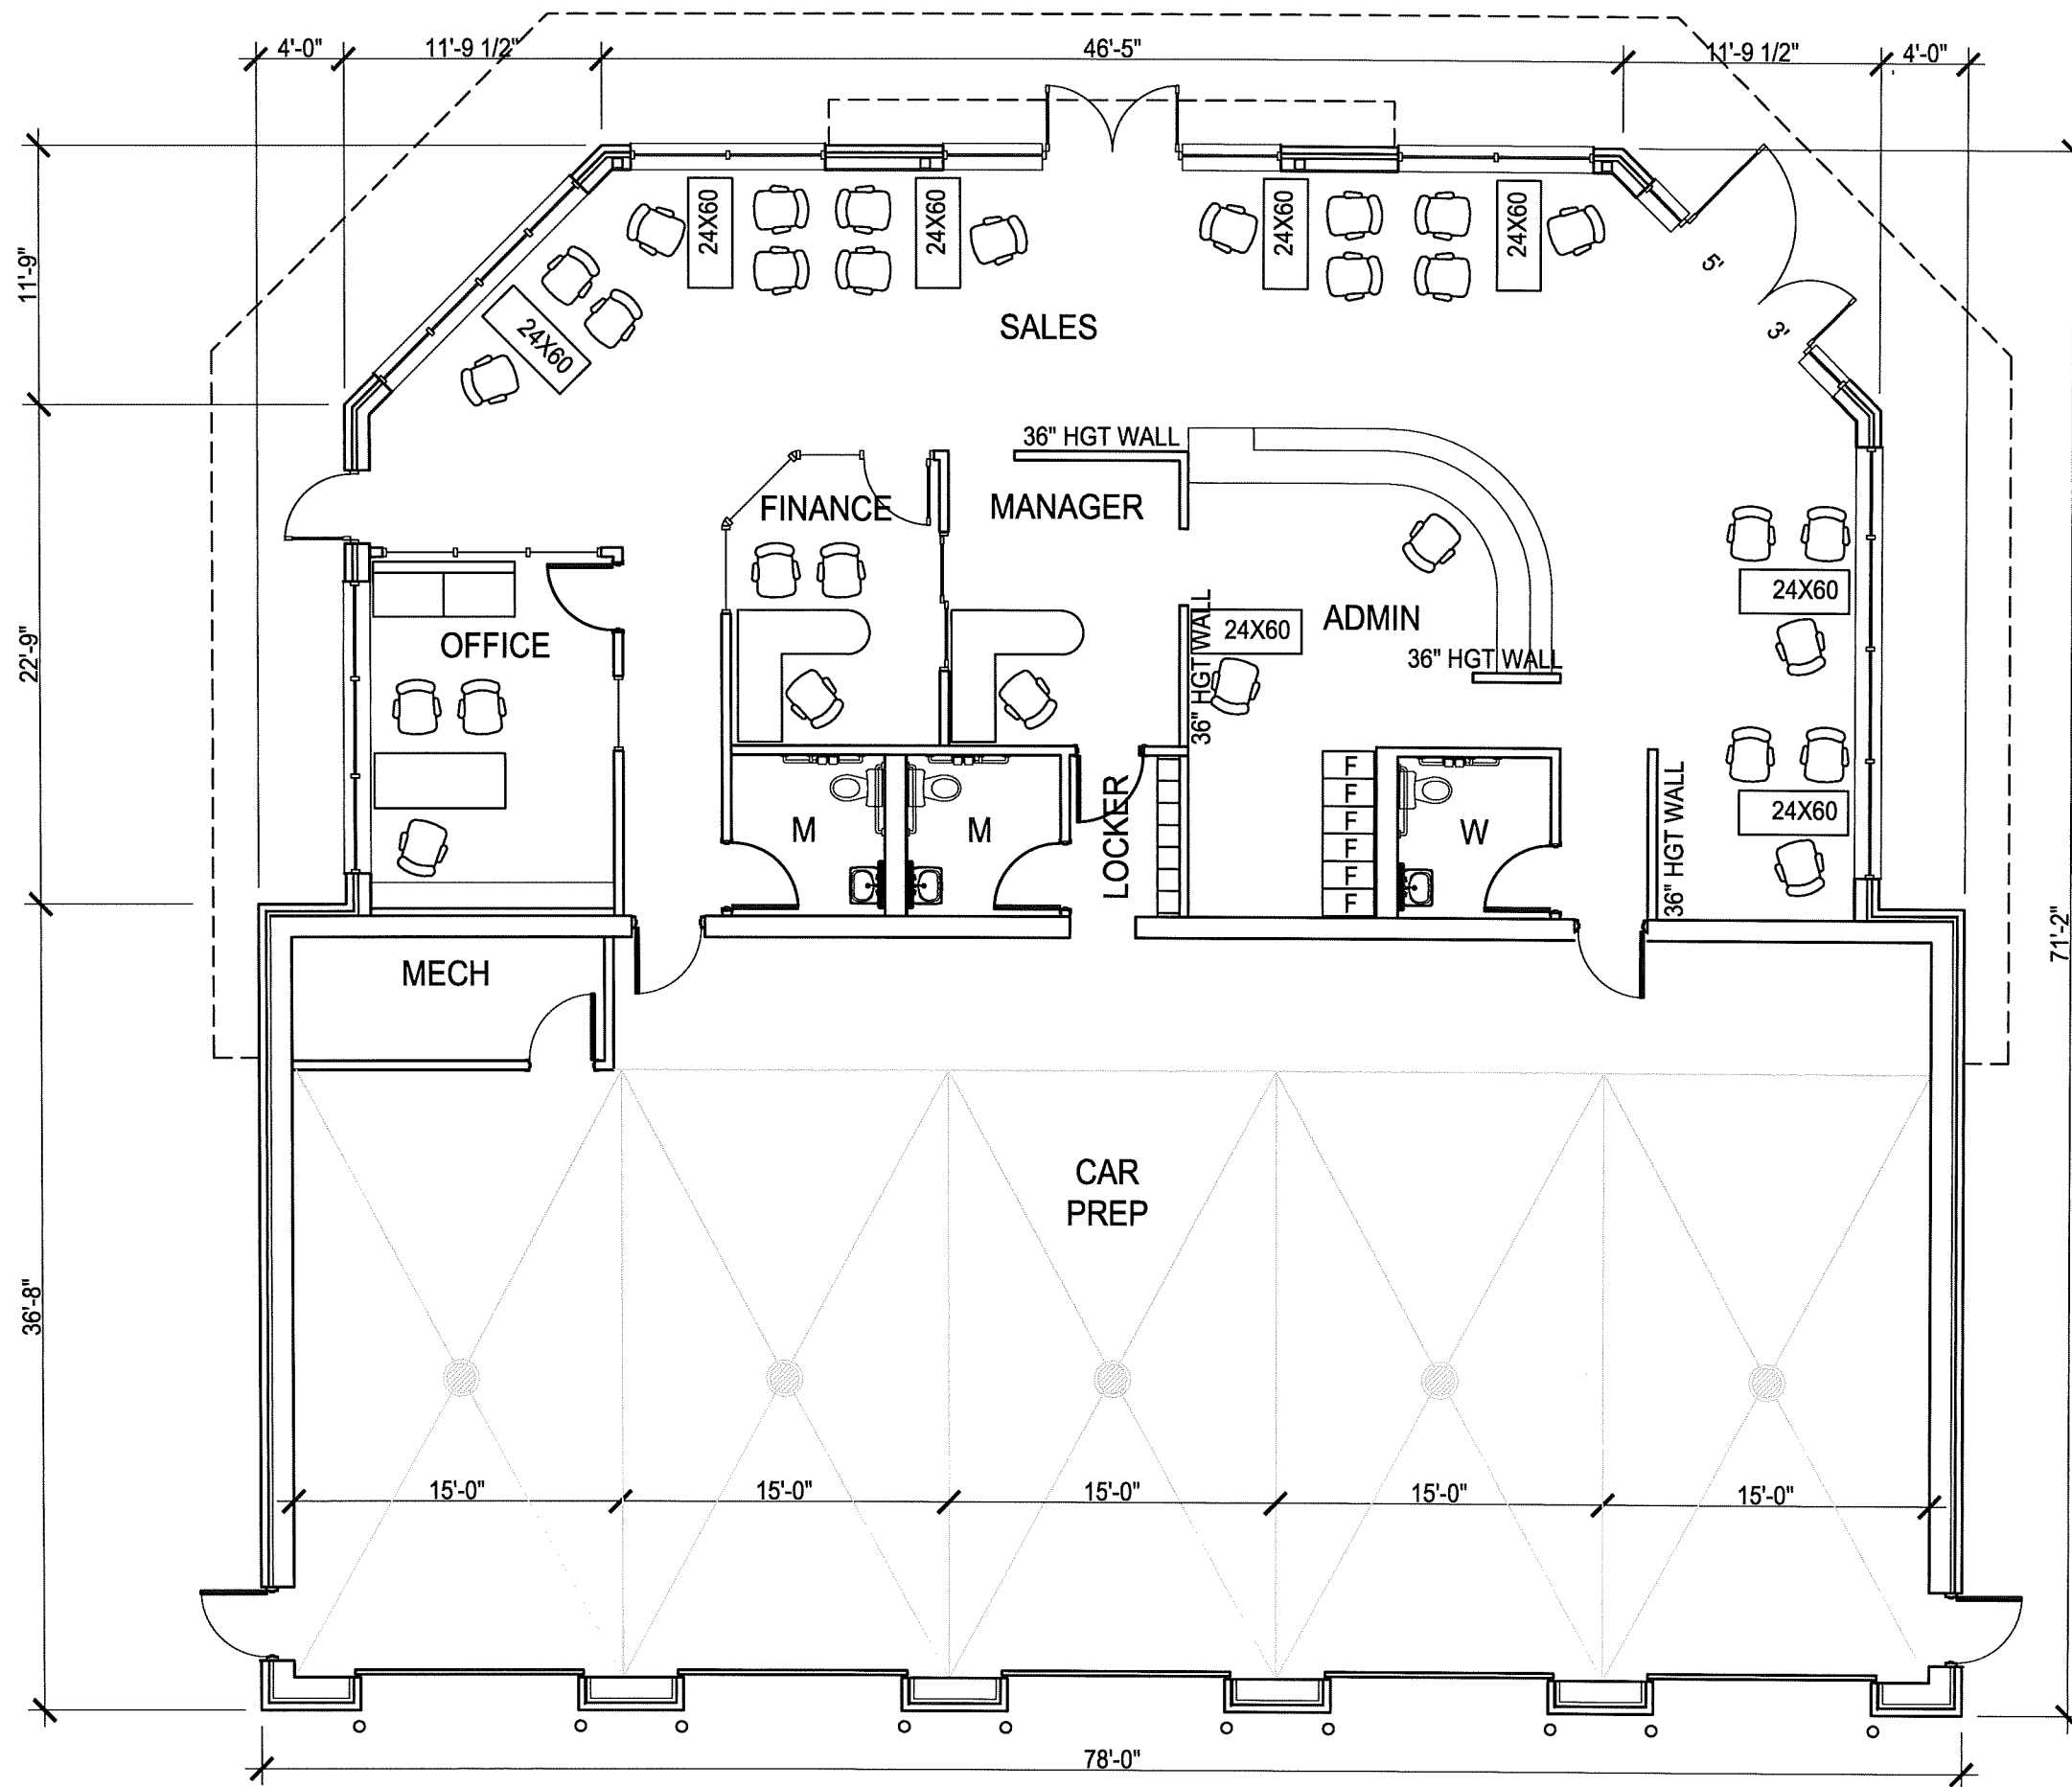 4'-0" 11'-9 1/2" 46'-5" 11'-9 1/2" 4'-0"
11'-9"
22'-9"
36'-8"
71'-2"
24X60
24X60
24X60
24X60
24X60
5'
3'
SALES
36" HGT WALL
FINANCE
MANAGER
OFFICE
36" HGT WALL
24X60
ADMIN
36" HGT WALL
24X60
24X60
36" HGT WALL
M
M
LOCKER
F
F
F
F
F
F
W
MECH
CAR
PREP
15'-0" 15'-0" 15'-0" 15'-0" 15'-0"
78'-0"